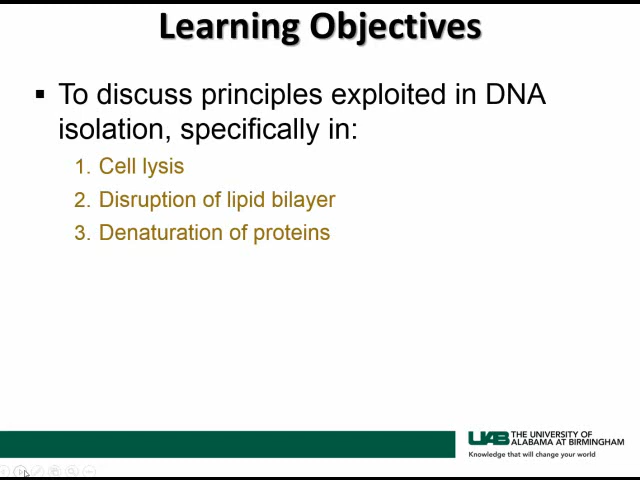 Learning Objectives
▪ To discuss principles exploited in DNA
isolation, specifically in:
1. Cell lysis
2. Disruption of lipid bilayer
3. Denaturation of proteins
UAB THE UNIVERSITY OF
ALABAMA AT BIRMINGHAM
Knowledge that will change your world